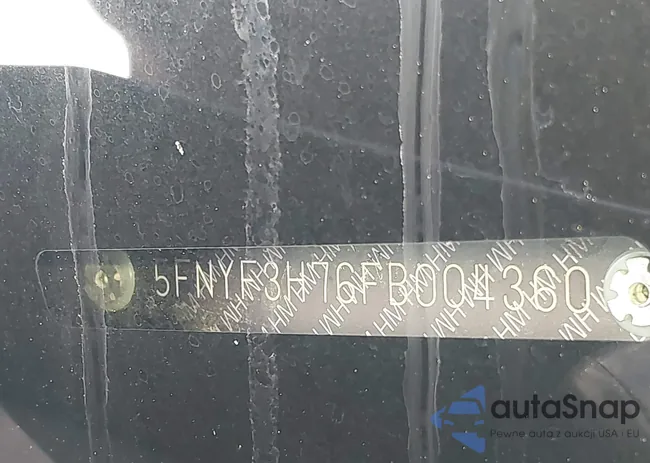 5FNYF3H76FB004360
autaSnap
Pewne auta z aukcji USA i EU